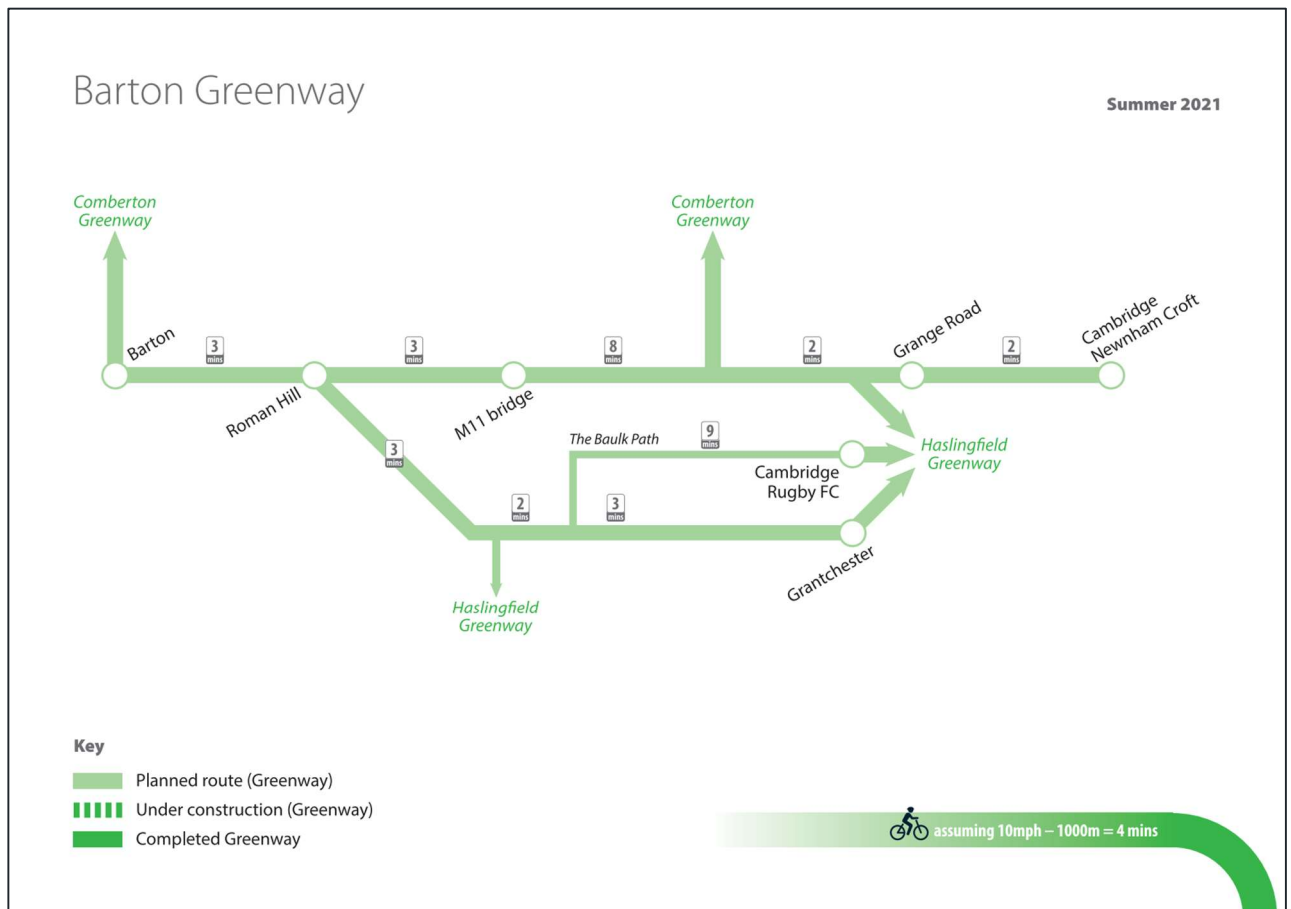 Barton Greenway
Summer 2021
Comberton
Greenway
Comberton
Greenway
Barton
3
mins
Roman Hill
3
mins
M11 bridge
8
mins
2
mins
Grange Road
2
mins
Cambridge
Newnham Croft
3
mins
The Baulk Path
9
mins
Cambridge
Rugby FC
Haslingfield
Greenway
2
mins
3
mins
Grantchester
Haslingfield
Greenway
Key
Planned route (Greenway)
Under construction (Greenway)
Completed Greenway
assuming 10mph – 1000m = 4 mins